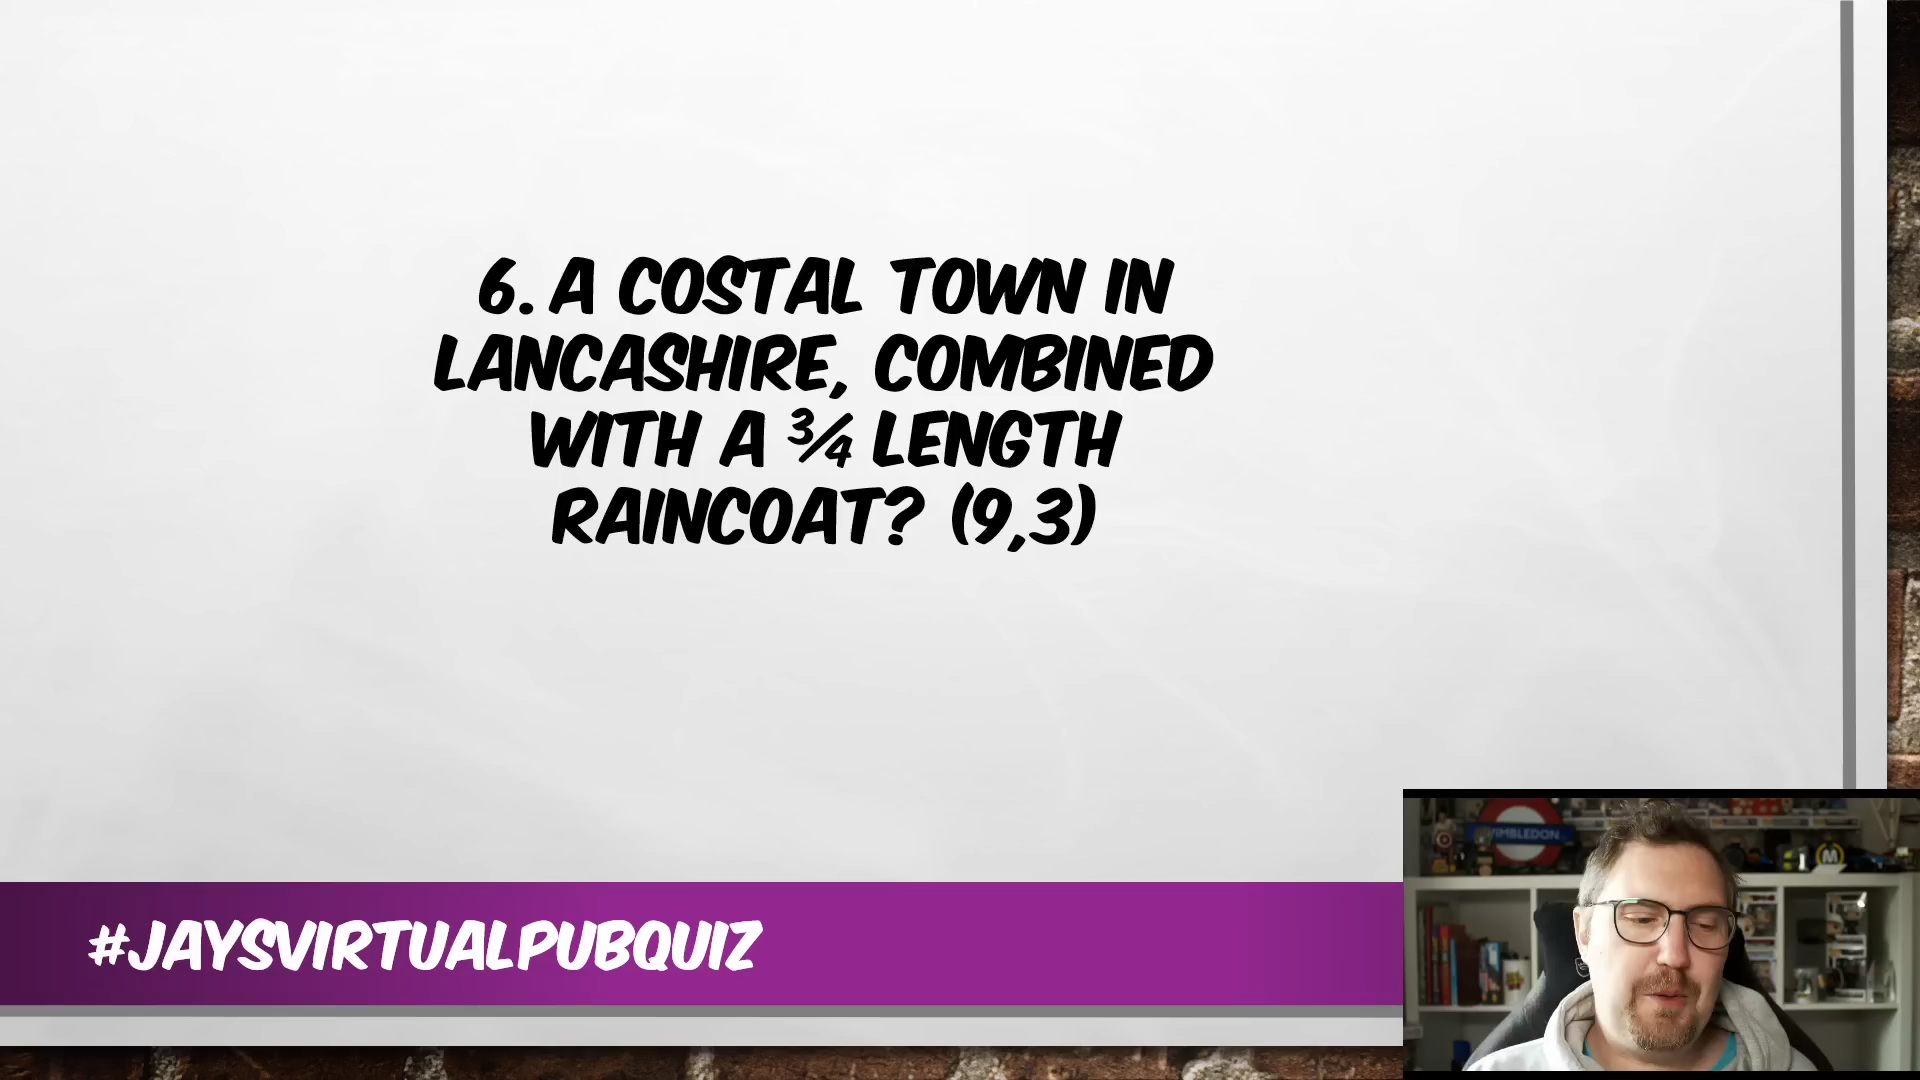 6. A COSTAL TOWN IN
LANCASHIRE, COMBINED
WITH A ¾ LENGTH
RAINCOAT? (9,3)
#JAYSVIRTUALPUBQUIZ
WIMBLEDON